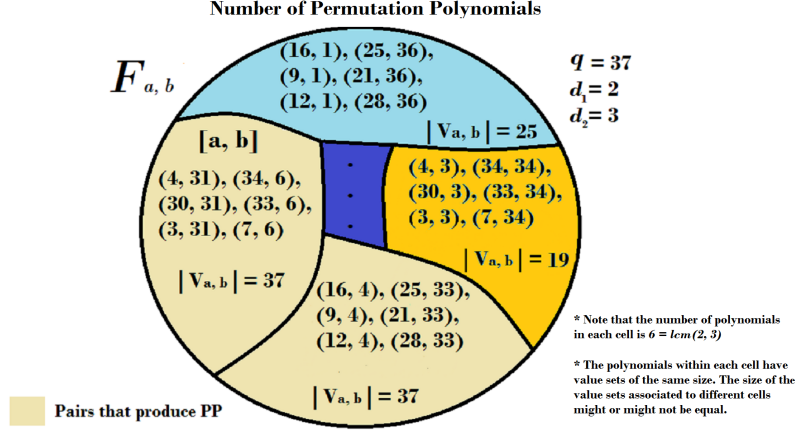 Number of Permutation Polynomials
F a, b
(16, 1), (25, 36),
(9, 1), (21, 36),
(12, 1), (28, 36)
| Va, b | = 25
q = 37
d1 = 2
d2 = 3
[a, b]
(4, 31), (34, 6),
(30, 31), (33, 6),
(3, 31), (7, 6)
| Va, b | = 37
(4, 3), (34, 34),
(30, 3), (33, 34),
(3, 3), (7, 34)
| Va, b | = 19
(16, 4), (25, 33),
(9, 4), (21, 33),
(12, 4), (28, 33)
| Va, b | = 37
* Note that the number of polynomials
in each cell is 6 = lcm(2, 3)
* The polynomials within each cell have
value sets of the same size. The size of the
value sets associated to different cells
might or might not be equal.
Pairs that produce PP